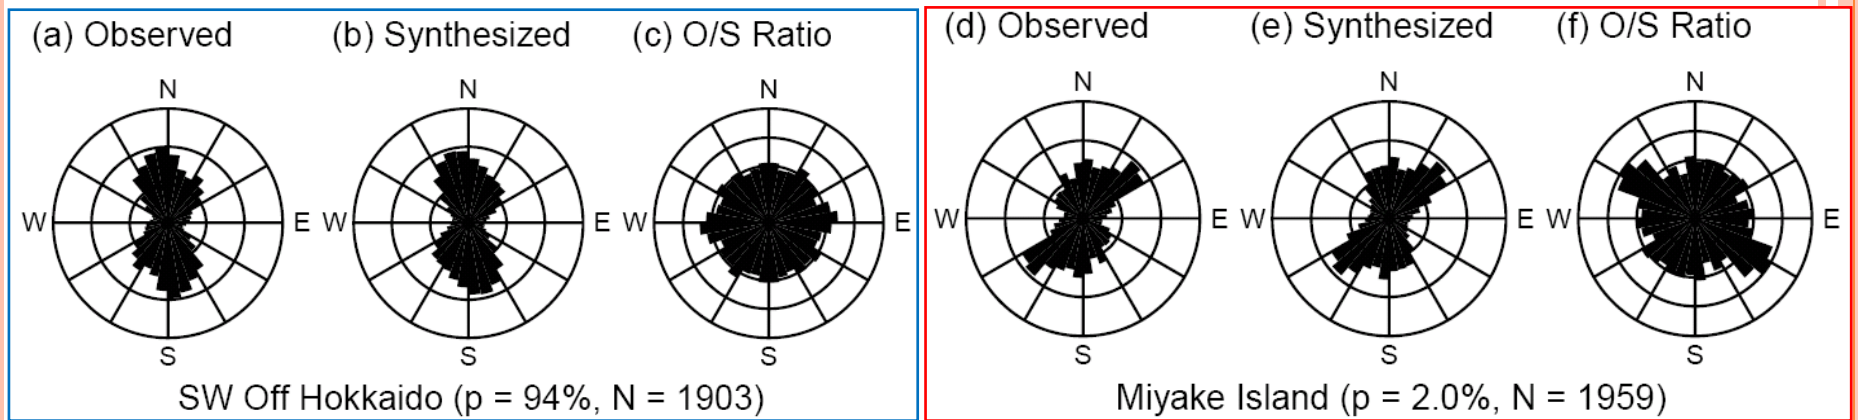 (a) Observed (b) Synthesized (c) O/S Ratio
N N N
W E W E W E
S S S
SW Off Hokkaido (p = 94%, N = 1903)
(d) Observed (e) Synthesized (f) O/S Ratio
N N N
W E W E W E
S S S
Miyake Island (p = 2.0%, N = 1959)